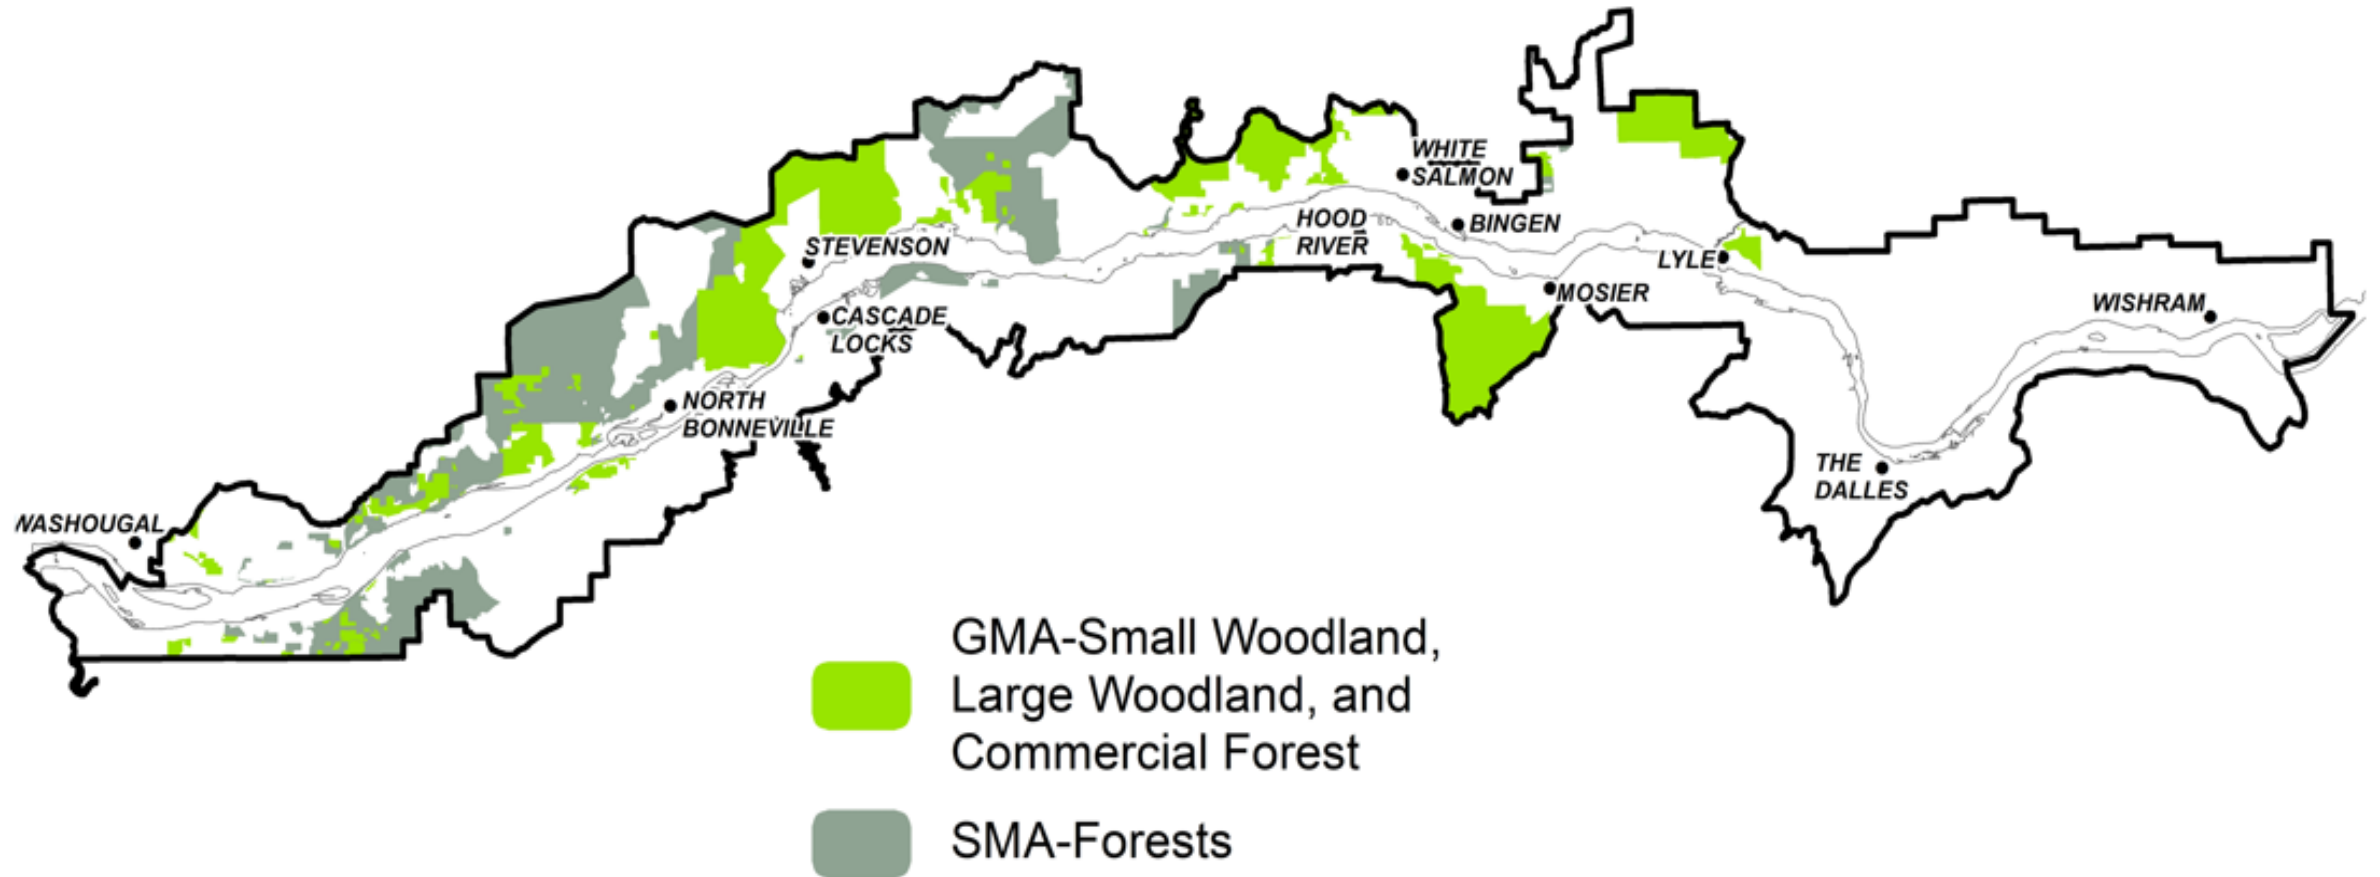 WHITE
SALMON
HOOD
RIVER
BINGEN
STEVENSON
LYLE
MOSIER
WISHRAM
CASCADE
LOCKS
NORTH
BONNEVILLE
THE
DALLES
WASHOUGAL
GMA-Small Woodland,
Large Woodland, and
Commercial Forest
SMA-Forests